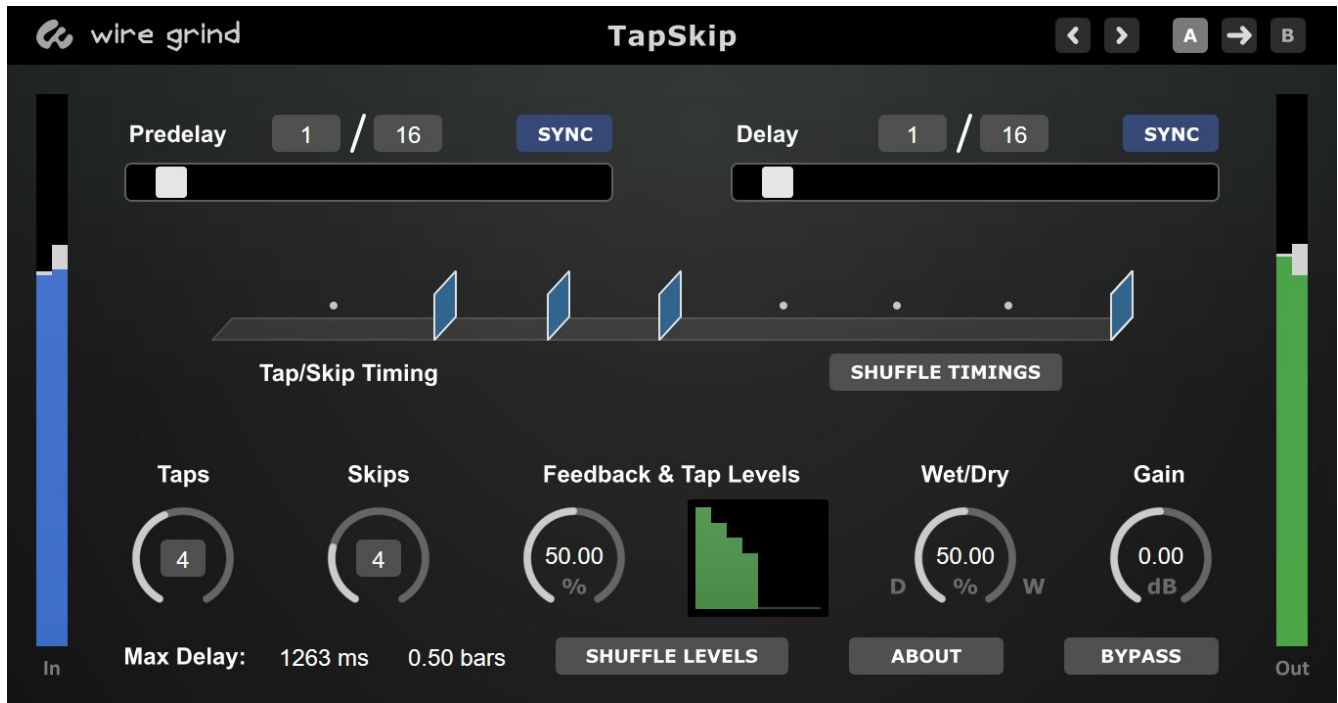 wire grind TapSkip A B
Predelay 1 / 16 SYNC Delay 1 / 16 SYNC
Tap/Skip Timing SHUFFLE TIMINGS
Taps Skips Feedback & Tap Levels Wet/Dry Gain
4 4 50.00 50.00 0.00
% D % W dB
Max Delay: 1263 ms 0.50 bars SHUFFLE LEVELS ABOUT BYPASS
In Out